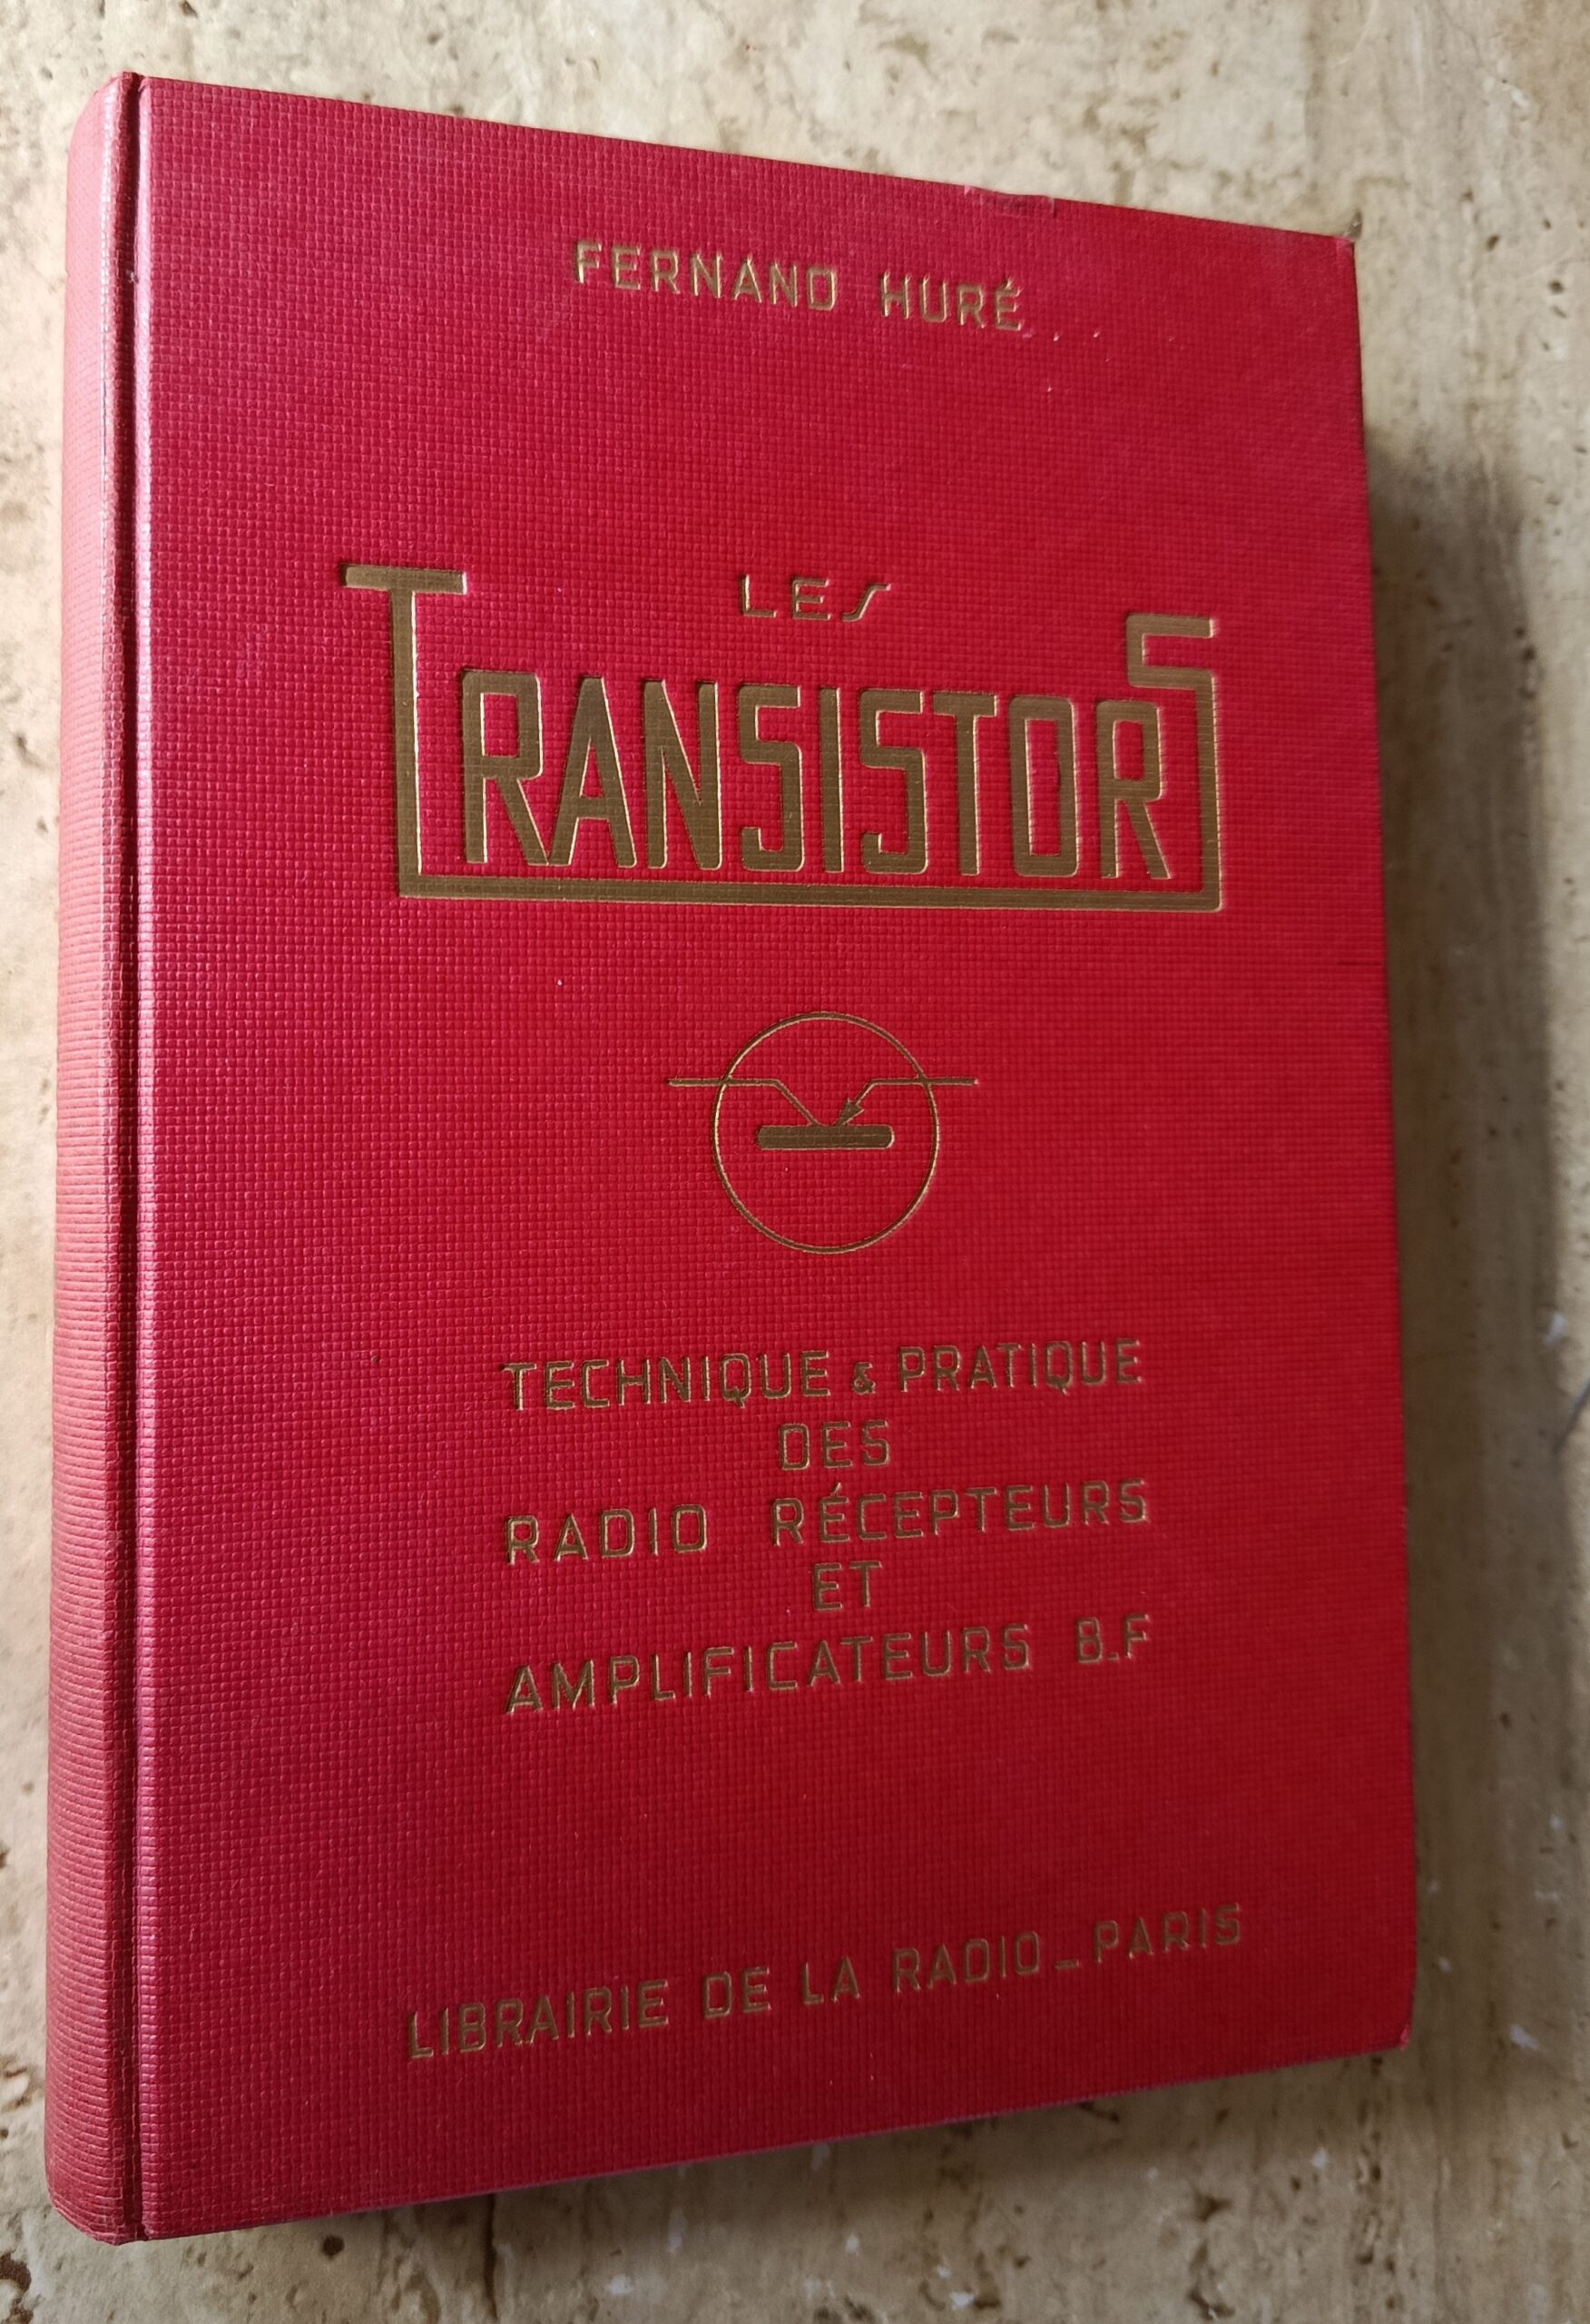 FERNAND HURÉ
LES
TRANSISTORS
TECHNIQUE & PRATIQUE
DES
RADIO RÉCEPTEURS
ET
AMPLIFICATEURS B.F
LIBRAIRIE DE LA RADIO_PARIS